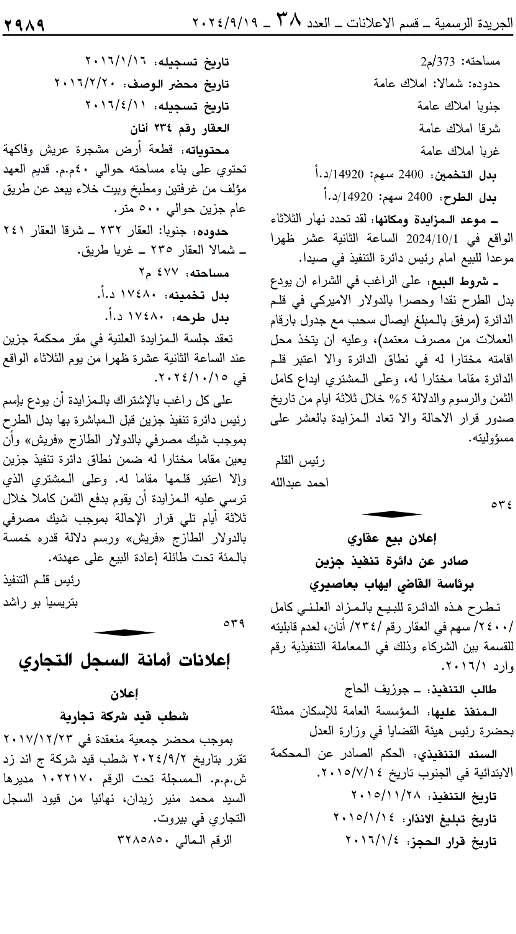 الجريدة الرسمية ـ قسم الاعلانات ـ العدد ٣٨ ـ ٢٠٢٤/٩/١٩
٢٩٨٩
مساحته: 373/م2
حدوده: شمالا: املاك عامة
جنوبا املاك عامة
شرقا املاك عامة
غربا املاك عامة
بدل التخمين: 2400 سهم: 14920/د.أ
بدل الطرح: 2400 سهم: 14920/د.أ
ـ موعد المزايدة ومكانها: لقد تحدد نهار الثلاثاء
الواقع في 2024/10/1 الساعة الثانية عشر ظهرا
موعدا للبيع امام رئيس دائرة التنفيذ في صيدا.
ـ شروط البيع: على الراغب في الشراء ان يودع
بدل الطرح نقدا وحصرا بالدولار الاميركي في قلم
الدائرة (مرفق بالمبلغ ايصال سحب مع جدول بارقام
العملات من مصرف معتمد)، وعليه ان يتخذ محل
اقامته مختارا له في نطاق الدائرة والا اعتبر قلم
الدائرة مقاما مختارا له، وعلى المشتري ايداع كامل
الثمن والرسوم والدلالة 5% خلال ثلاثة ايام من تاريخ
صدور قرار الاحالة والا تعاد المزايدة بالعشر على
مسؤوليته.
رئيس القلم
احمد عبدالله
٥٣٤
إعلان بيع عقاري
صادر عن دائرة تنفيذ جزين
برئاسة القاضي ايهاب بعاصيري
تطرح هذه الدائرة للبيع بالمزاد العلني كامل
/٢٤٠٠/ سهم في العقار رقم /٢٣٤/ أنان، لعدم قابليته
للقسمة بين الشركاء وذلك في المعاملة التنفيذية رقم
وارد ٢٠١٦/١.
طالب التنفيذ: ـ جوزيف الحاج
المنفذ عليها: المؤسسة العامة للإسكان ممثلة
بحضرة رئيس هيئة القضايا في وزارة العدل
السند التنفيذي: الحكم الصادر عن المحكمة
الابتدائية في الجنوب تاريخ ٢٠١٥/٧/١٤.
تاريخ التنفيذ: ٢٠١٥/١١/٢٨
تاريخ تبليغ الانذار: ٢٠١٥/١/١٤
تاريخ قرار الحجز: ٢٠١٦/١/٤
تاريخ تسجيله: ٢٠١٦/١/١٦
تاريخ محضر الوصف: ٢٠١٦/٢/٢٠
تاريخ تسجيله: ٢٠١٦/٤/١١
العقار رقم ٢٣٤ أنان
محتوياته: قطعة أرض مشجرة عريش وفاكهة
تحتوي على بناء مساحته حوالي ٤٠م.م. قديم العهد
مؤلف من غرفتين ومطبخ وبيت خلاء يبعد عن طريق
عام جزين حوالي ٥٠٠ متر.
حدوده: جنوبا: العقار ٢٣٢ ـ شرقا العقار ٢٤١
ـ شمالا العقار ٢٣٥ ـ غربا طريق.
مساحته: ٤٧٧ م٢
بدل تخمينه: ١٧٤٨٠ د.أ.
بدل طرحه: ١٧٤٨٠ د.أ.
تعقد جلسة المزايدة العلنية في مقر محكمة جزين
عند الساعة الثانية عشرة ظهرا من يوم الثلاثاء الواقع
في ٢٠٢٤/١٠/١٥.
على كل راغب بالإشتراك بالمزايدة أن يودع بإسم
رئيس دائرة تنفيذ جزين قبل المباشرة بها بدل الطرح
بموجب شيك مصرفي بالدولار الطازج «فريش» وأن
يعين مقاما مختارا له ضمن نطاق دائرة تنفيذ جزين
وإلا اعتبر قلمها مقاما له. وعلى المشتري الذي
ترسي عليه المزايدة أن يقوم بدفع الثمن كاملا خلال
ثلاثة أيام تلي قرار الإحالة بموجب شيك مصرفي
بالدولار الطازج «فريش» ورسم دلالة قدره خمسة
بالمئة تحت طائلة إعادة البيع على عهدته.
رئيس قلم التنفيذ
بتريسيا بو راشد
٥٣٩
إعلانات أمانة السجل التجاري
إعلان
شطب قيد شركة تجارية
بموجب محضر جمعية منعقدة في ٢٠١٧/١٢/٢٣
تقرر بتاريخ ٢٠٢٤/٩/٢ شطب قيد شركة ج اند زد
ش.م.م. المسجلة تحت الرقم ١٠٢٢١٧٠ مديرها
السيد محمد منير زيدان، نهائيا من قيود السجل
التجاري في بيروت.
الرقم المالي ٣٢٨٥٨٥٠